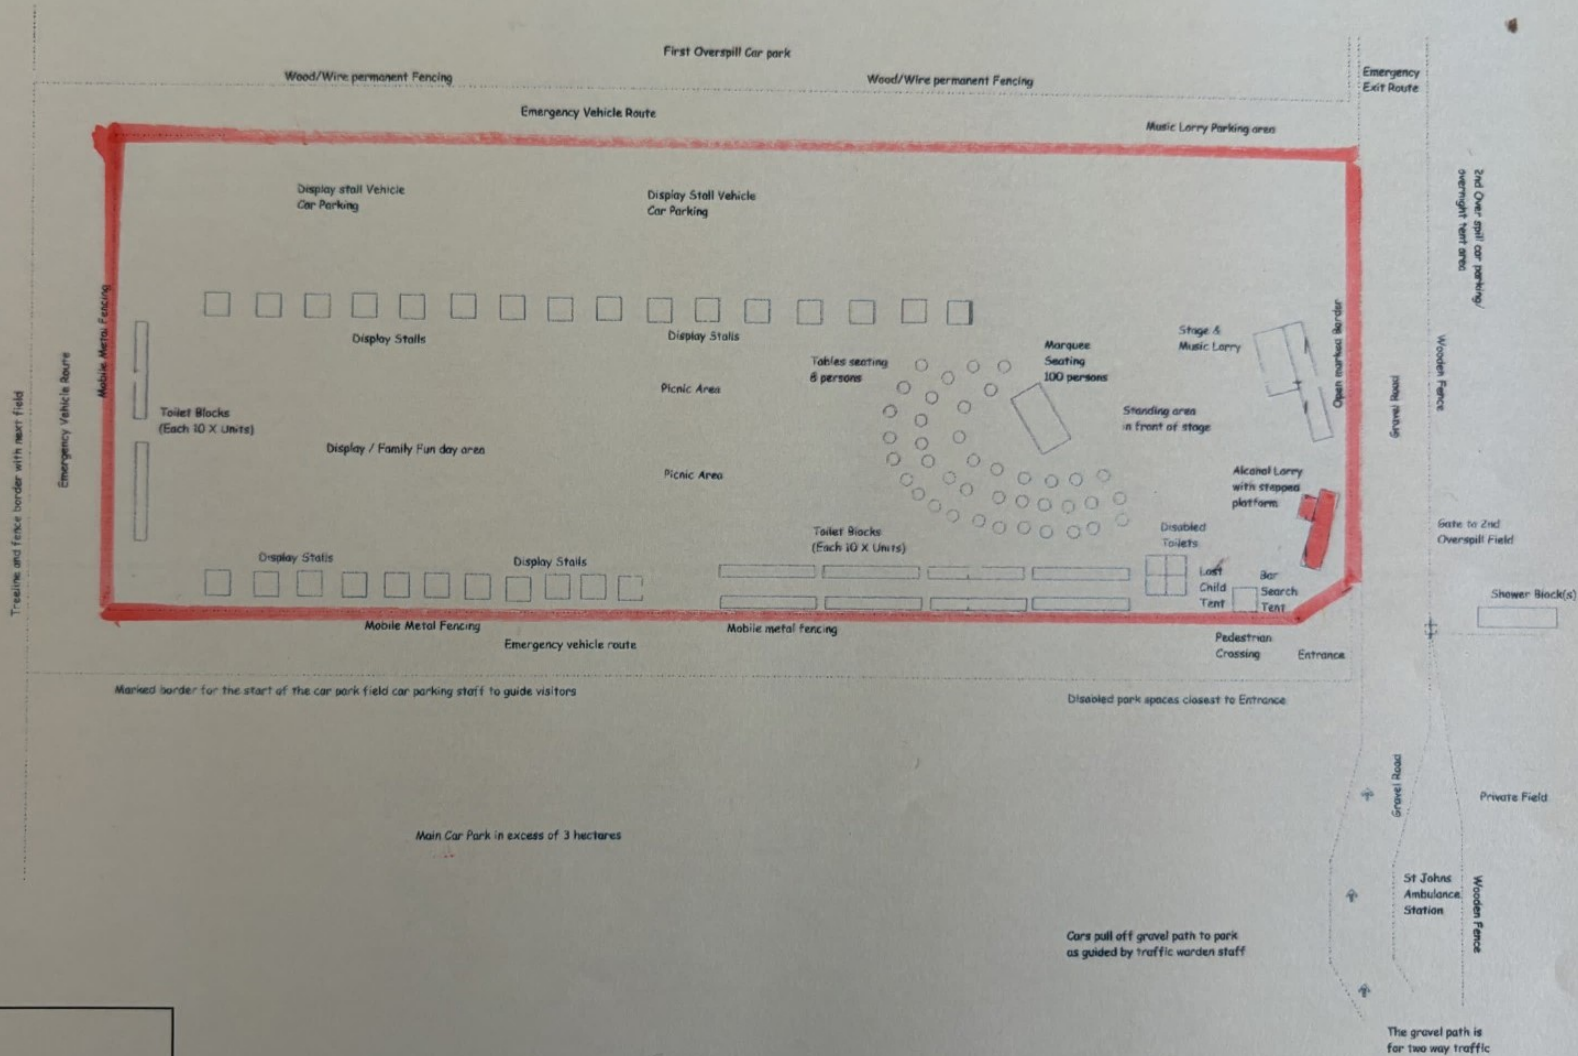 First Overspill Car park
Wood/Wire permanent Fencing
Wood/Wire permanent Fencing
Emergency
Exit Route
Emergency Vehicle Route
Music Lorry Parking area
Display stall Vehicle
Car Parking
Display Stall Vehicle
Car Parking
2nd Over spill car parking/
overnight tent area
Mobile Metal Fencing
Emergency Vehicle Route
Treeline and fence border with next field
Display Stalls
Display Stalls
Tables seating
8 persons
Marquee
Seating
100 persons
Stage &
Music Lorry
Open marked Border
Gravel Road
Wooden Fence
Picnic Area
Toilet Blocks
(Each 10 X Units)
Standing area
in front of stage
Display / Family Fun day area
Picnic Area
Alcohol Lorry
with stepped
platform
Toilet Blocks
(Each 10 X Units)
Disabled
Toilets
Gate to 2nd
Overspill Field
Display Stalls
Display Stalls
Lost
Child
Tent
Bar
Search
Tent
Shower Block(s)
Mobile Metal Fencing
Mobile metal fencing
Emergency vehicle route
Pedestrian
Crossing
Entrance
Marked border for the start of the car park field car parking staff to guide visitors
Disabled park spaces closest to Entrance
Gravel Road
Private Field
Main Car Park in excess of 3 hectares
St Johns
Ambulance
Station
Wooden Fence
Cars pull off gravel path to park
as guided by traffic warden staff
The gravel path is
for two way traffic